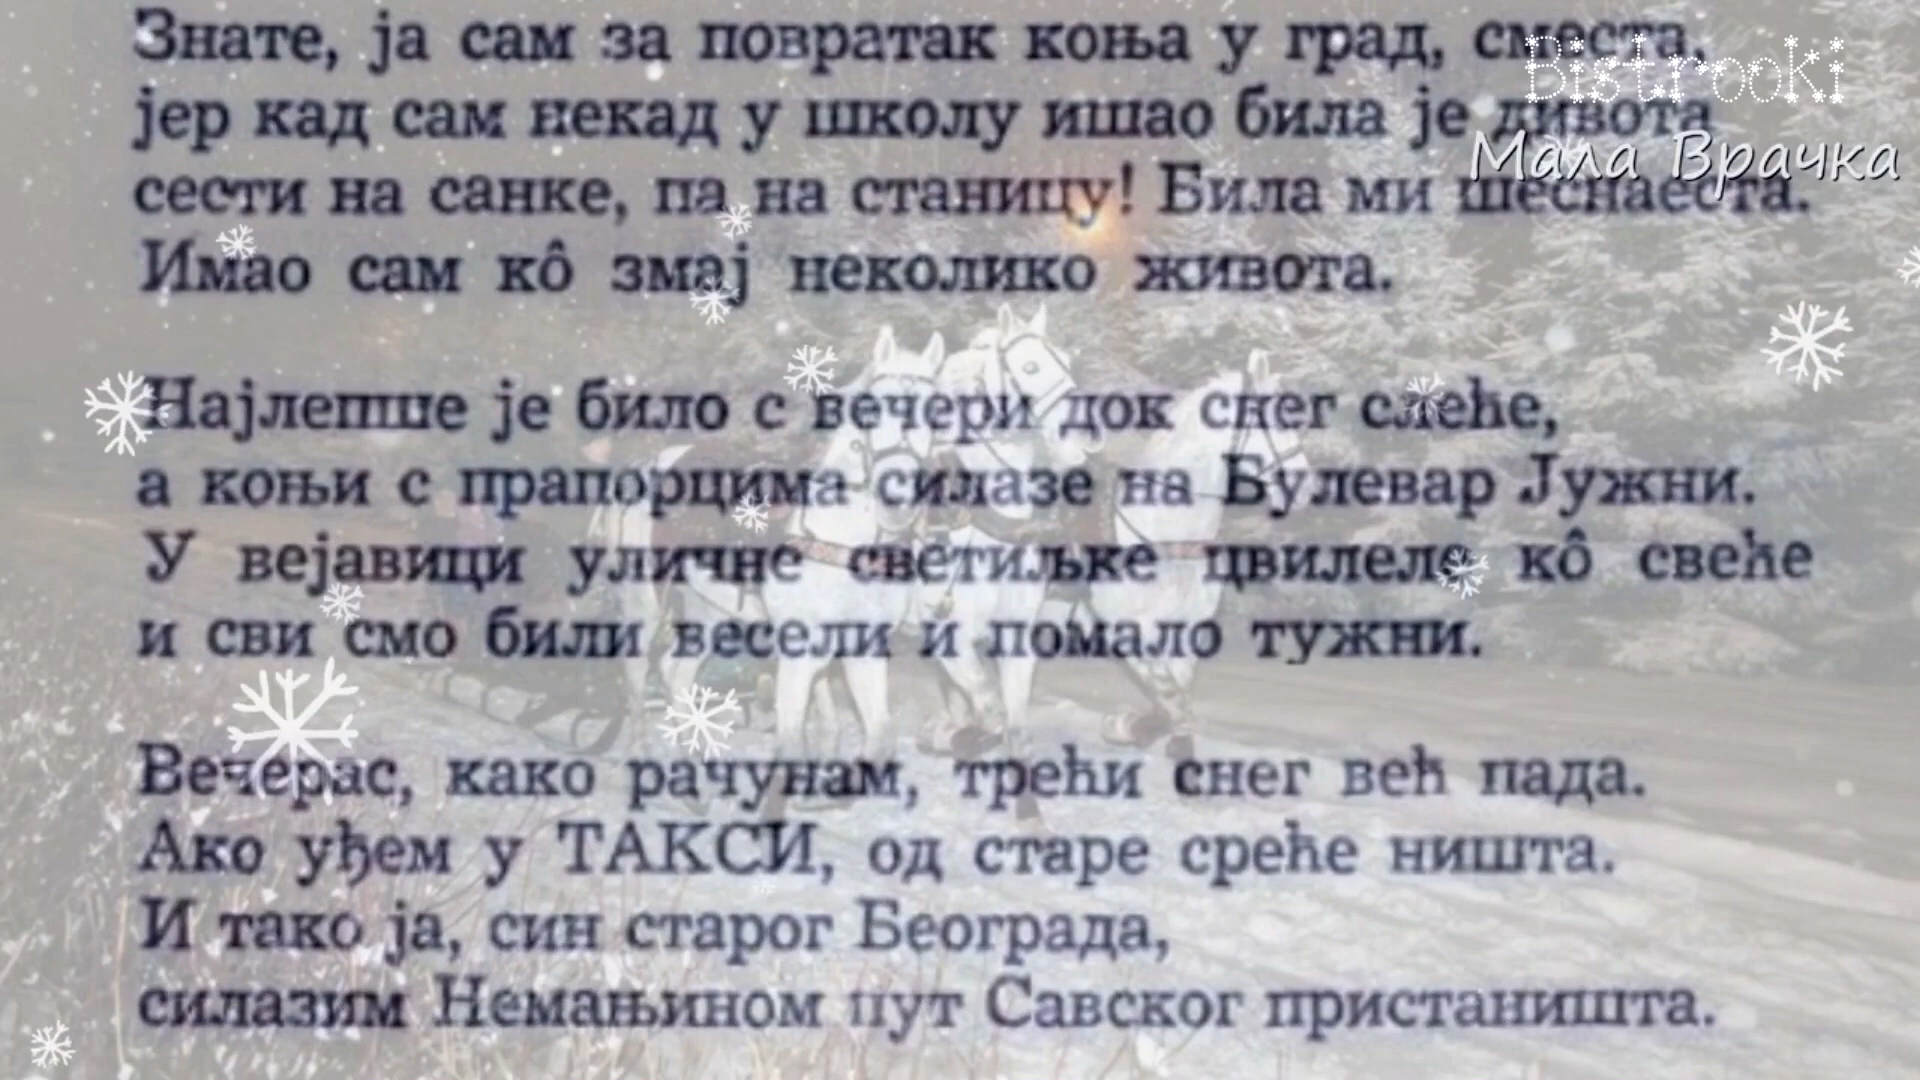 Знате, ја сам за повратак коња у град, сместа,
јер кад сам некад у школу ишао била је дивота
сести на санке, па на станицу! Била ми шеснаеста.
Имао сам кô змај неколико живота.
Најлепше је било с вечери док снег слеће,
а коњи с прапорцима силазе на Булевар Јужни.
У вејавици уличне светиљке цвилеле кô свеће
и сви смо били весели и помало тужни.
Вечерас, како рачунам, трећи снег већ пада.
Ако уђем у ТАКСИ, од старе среће ништа.
И тако ја, син старог Београда,
силазим Немањином пут Савског пристаништа.
Bistrooki
Мала Врачка